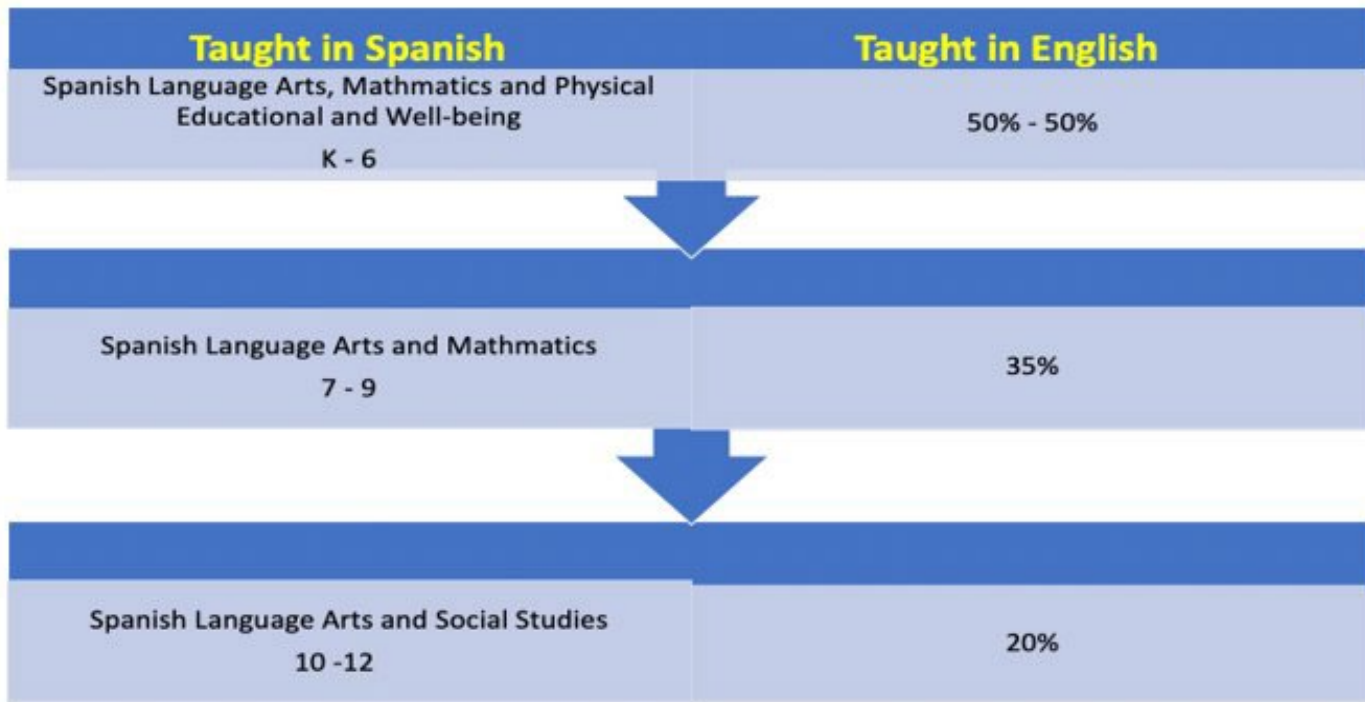 Taught in Spanish
Taught in English
Spanish Language Arts, Mathmatics and Physical
Educational and Well-being
K - 6
50% - 50%
Spanish Language Arts and Mathmatics
7 - 9
35%
Spanish Language Arts and Social Studies
10 -12
20%